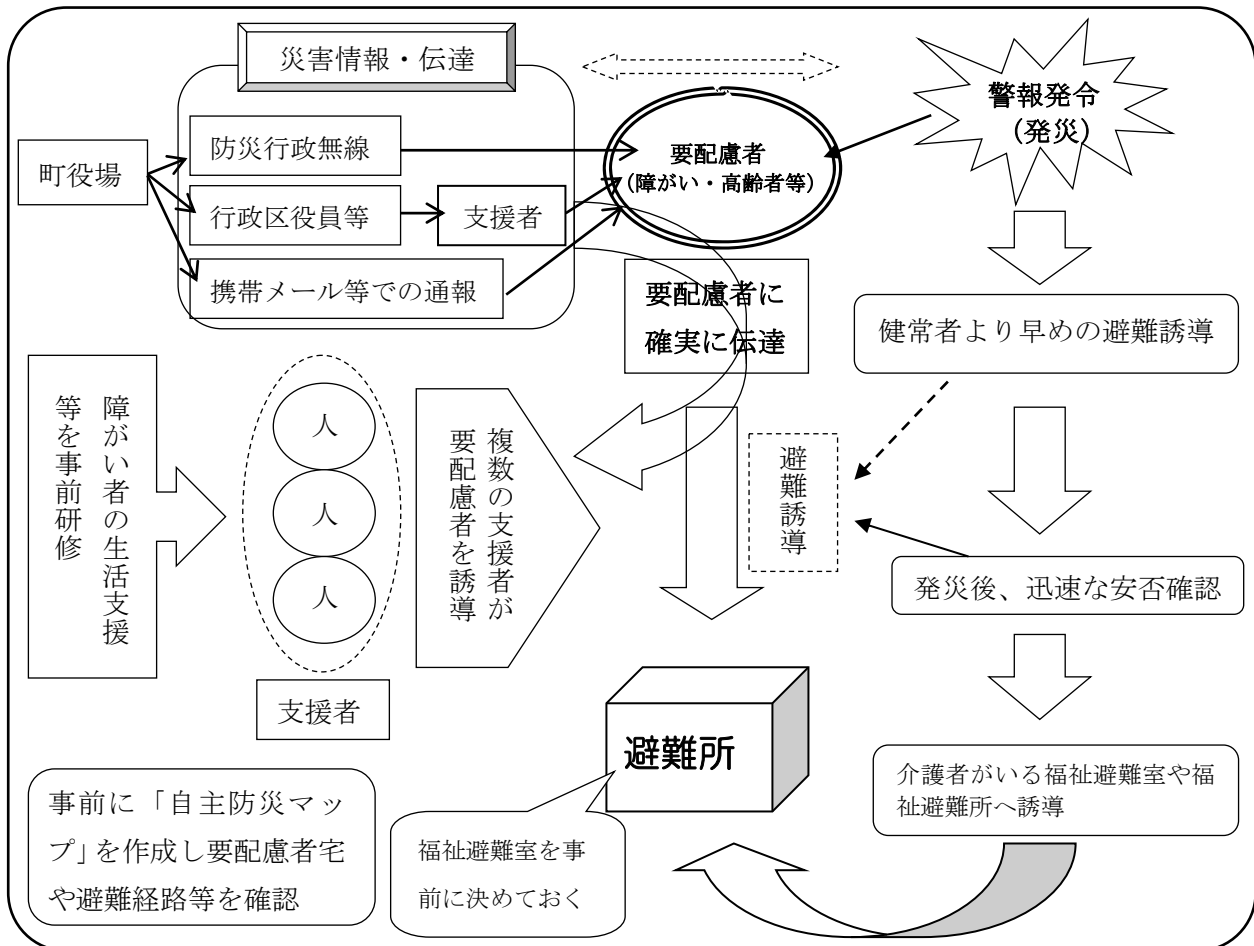 災害情報・伝達
警報発令
（発災）
町役場
防災行政無線
行政区役員等
支援者
携帯メール等での通報
要配慮者
（障がい・高齢者等）
要配慮者に
確実に伝達
健常者より早めの避難誘導
障がい者の生活支援
等を事前研修
人
人
人
支援者
複数の支援者が
要配慮者を誘導
避難誘導
発災後、迅速な安否確認
避難所
介護者がいる福祉避難室や福
祉避難所へ誘導
事前に「自主防災マッ
プ」を作成し要配慮者宅
や避難経路等を確認
福祉避難室を事
前に決めておく